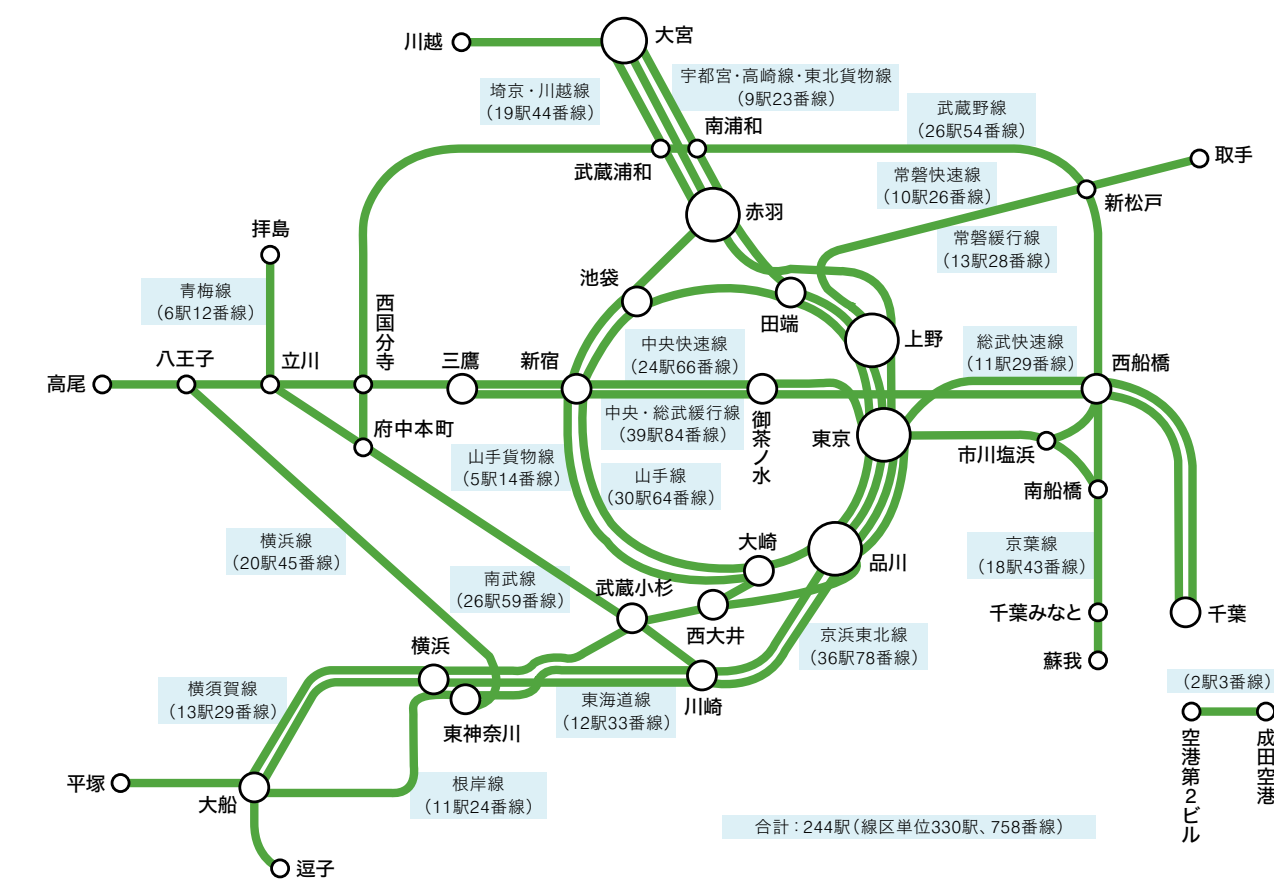 大宮
川越
宇都宮・高崎線・東北貨物線
（9駅23番線）
埼京・川越線
（19駅44番線）
武蔵野線
（26駅54番線）
南浦和
武蔵浦和
取手
常磐快速線
（10駅26番線）
新松戸
赤羽
拝島
常磐緩行線
（13駅28番線）
池袋
青梅線
（6駅12番線）
田端
西国分寺
上野
中央快速線
（24駅66番線）
総武快速線
（11駅29番線）
八王子
立川
三鷹
新宿
西船橋
高尾
中央・総武緩行線
（39駅84番線）
御茶ノ水
府中本町
東京
市川塩浜
山手貨物線
（5駅14番線）
山手線
（30駅64番線）
南船橋
横浜線
（20駅45番線）
大崎
京葉線
（18駅43番線）
品川
南武線
（26駅59番線）
武蔵小杉
千葉みなと
千葉
西大井
京浜東北線
（36駅78番線）
横浜
蘇我
横須賀線
（13駅29番線）
（2駅3番線）
東海道線
（12駅33番線）
川崎
東神奈川
空港第2ビル
成田空港
平塚
大船
根岸線
（11駅24番線）
合計：244駅（線区単位330駅、758番線）
逗子